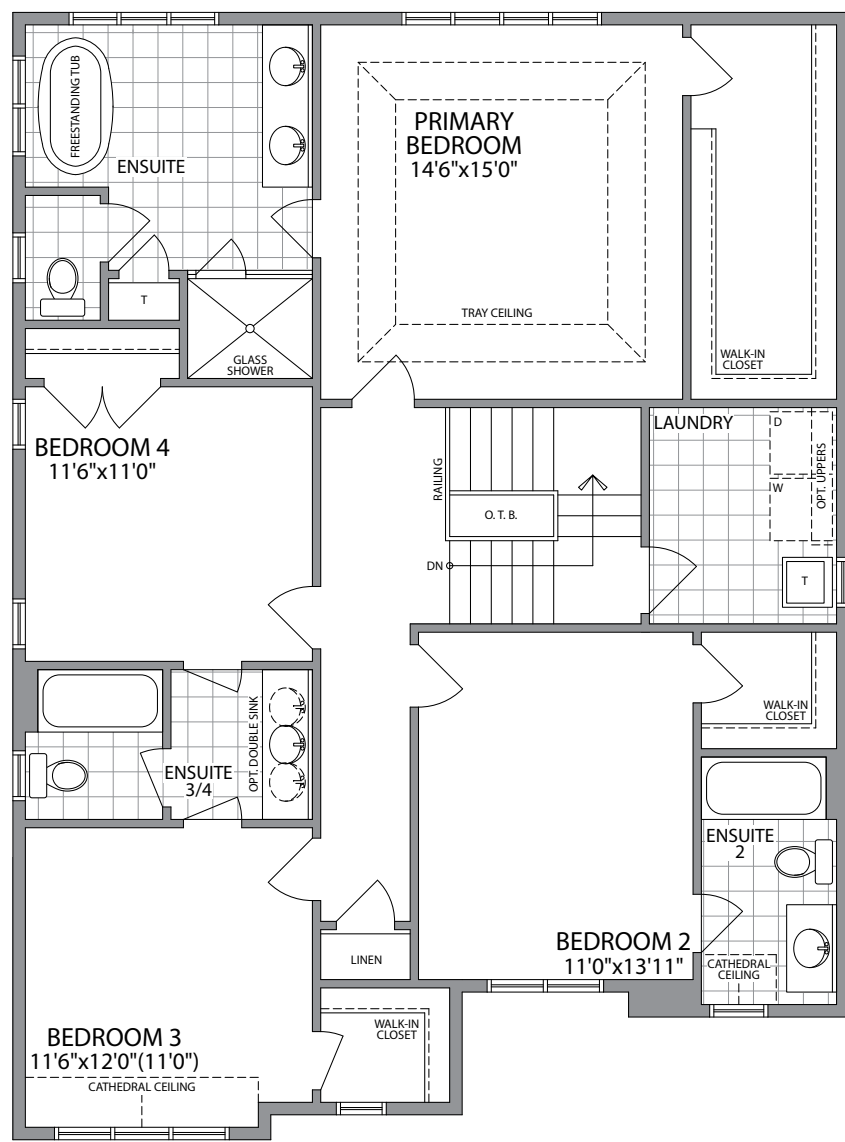 FREESTANDING TUB
ENSUITE
PRIMARY
BEDROOM
14'6"x15'0"
TRAY CEILING
WALK-IN
CLOSET
T
GLASS
SHOWER
BEDROOM 4
11'6"x11'0"
RAILING
O. T. B.
DN
LAUNDRY
D
W
OPT. UPPERS
T
ENSUITE
3/4
OPT. DOUBLE SINK
WALK-IN
CLOSET
ENSUITE
2
BEDROOM 2
11'0"x13'11"
CATHEDRAL
CEILING
LINEN
BEDROOM 3
11'6"x12'0"(11'0")
CATHEDRAL CEILING
WALK-IN
CLOSET